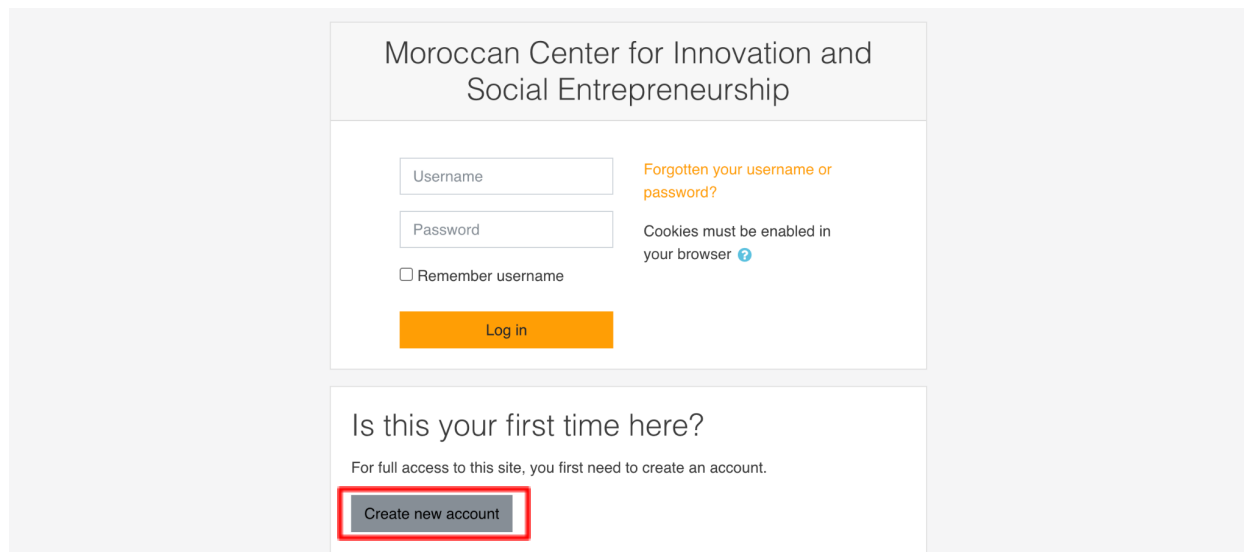 Moroccan Center for Innovation and
Social Entrepreneurship
Username
Password
Remember username
Log in
Forgotten your username or
password?
Cookies must be enabled in
your browser ?
Is this your first time here?
For full access to this site, you first need to create an account.
Create new account